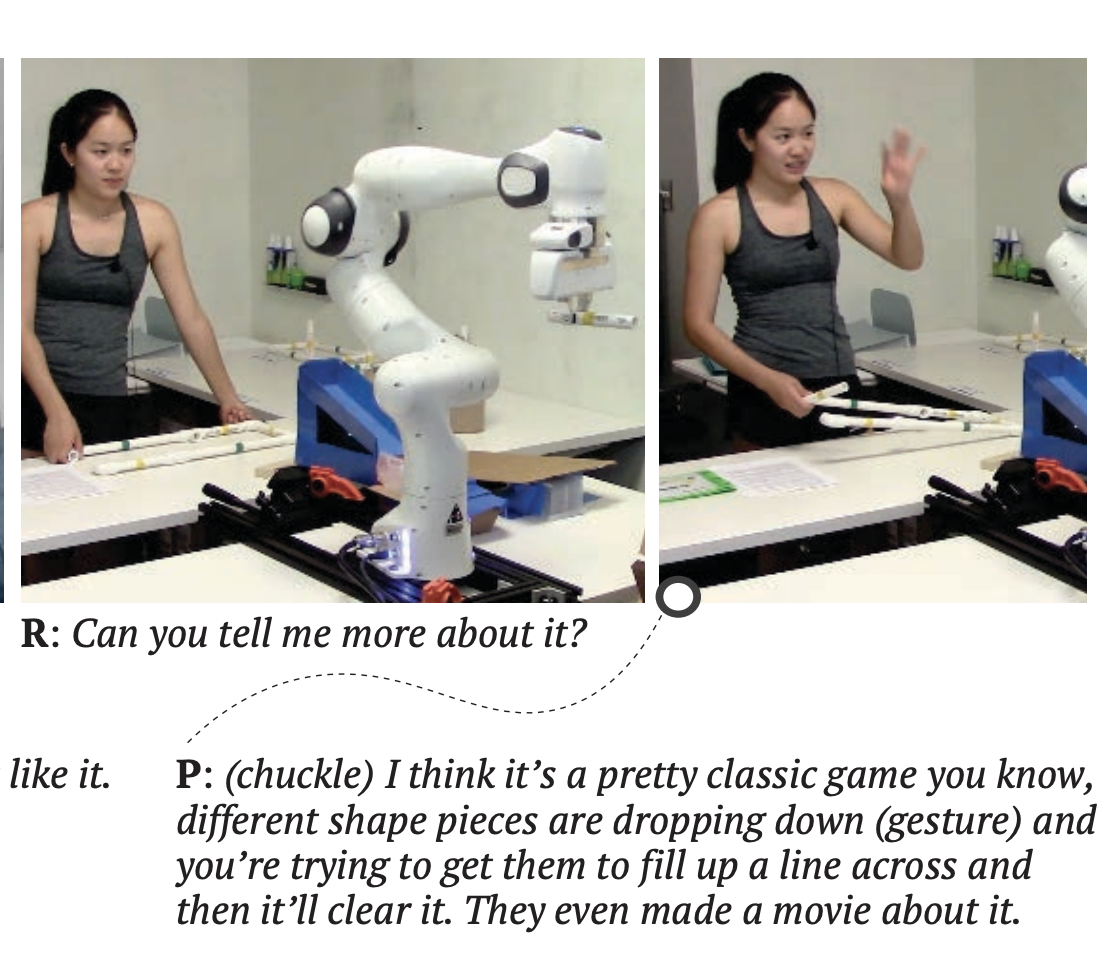 R: Can you tell me more about it?
like it.
P: (chuckle) I think it’s a pretty classic game you know,
different shape pieces are dropping down (gesture) and
you’re trying to get them to fill up a line across and
then it’ll clear it. They even made a movie about it.